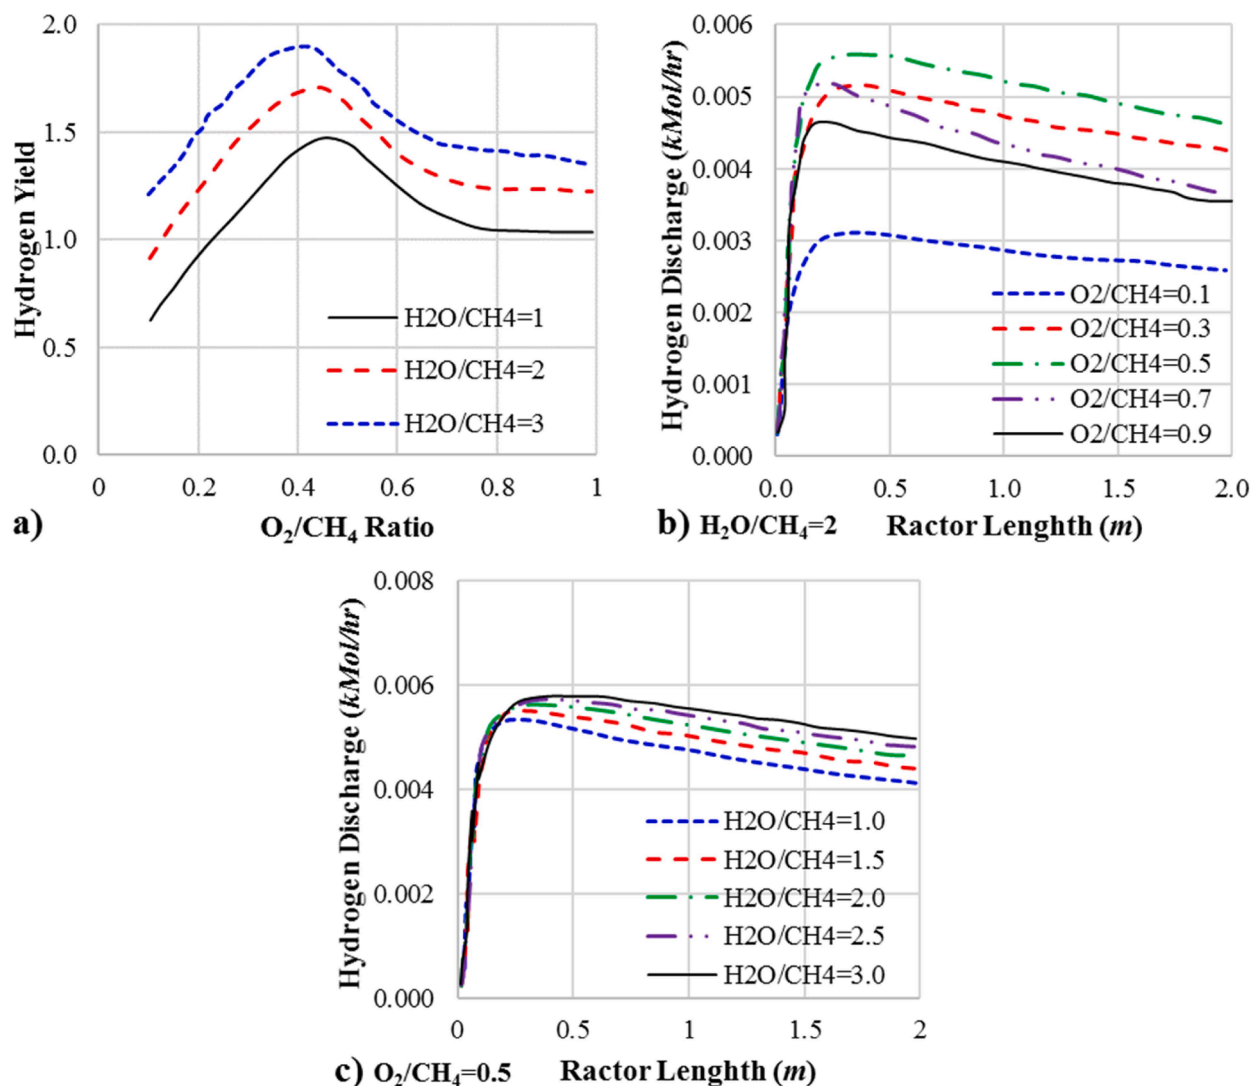 Hydrogen Yield
2.0
1.5
1.0
0.5
0.0
0
0.2
0.4
0.6
0.8
1
H2O/CH4=1
H2O/CH4=2
H2O/CH4=3
a)
O2/CH4 Ratio
Hydrogen Discharge (kMol/hr)
0.006
0.005
0.004
0.003
0.002
0.001
0.000
0.0
0.5
1.0
1.5
2.0
O2/CH4=0.1
O2/CH4=0.3
O2/CH4=0.5
O2/CH4=0.7
O2/CH4=0.9
b) H2O/CH4=2
Ractor Lenghth (m)
Hydrogen Discharge (kMol/hr)
0.008
0.006
0.004
0.002
0.000
0
0.5
1
1.5
2
H2O/CH4=1.0
H2O/CH4=1.5
H2O/CH4=2.0
H2O/CH4=2.5
H2O/CH4=3.0
c) O2/CH4=0.5
Ractor Lenghth (m)